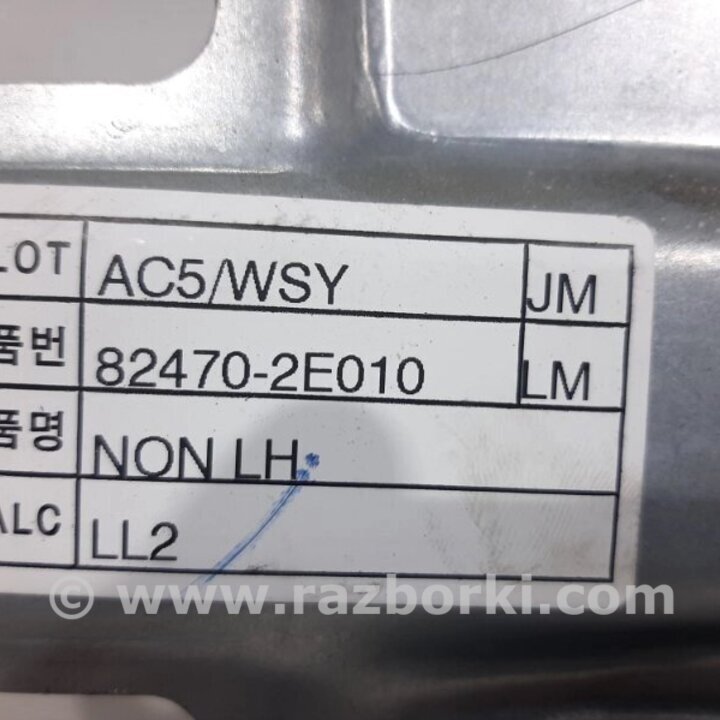 LOT AC5/WSY JM
품번 82470-2E010 LM
품명 NON LH
ALC LL2
© www.razborki.com